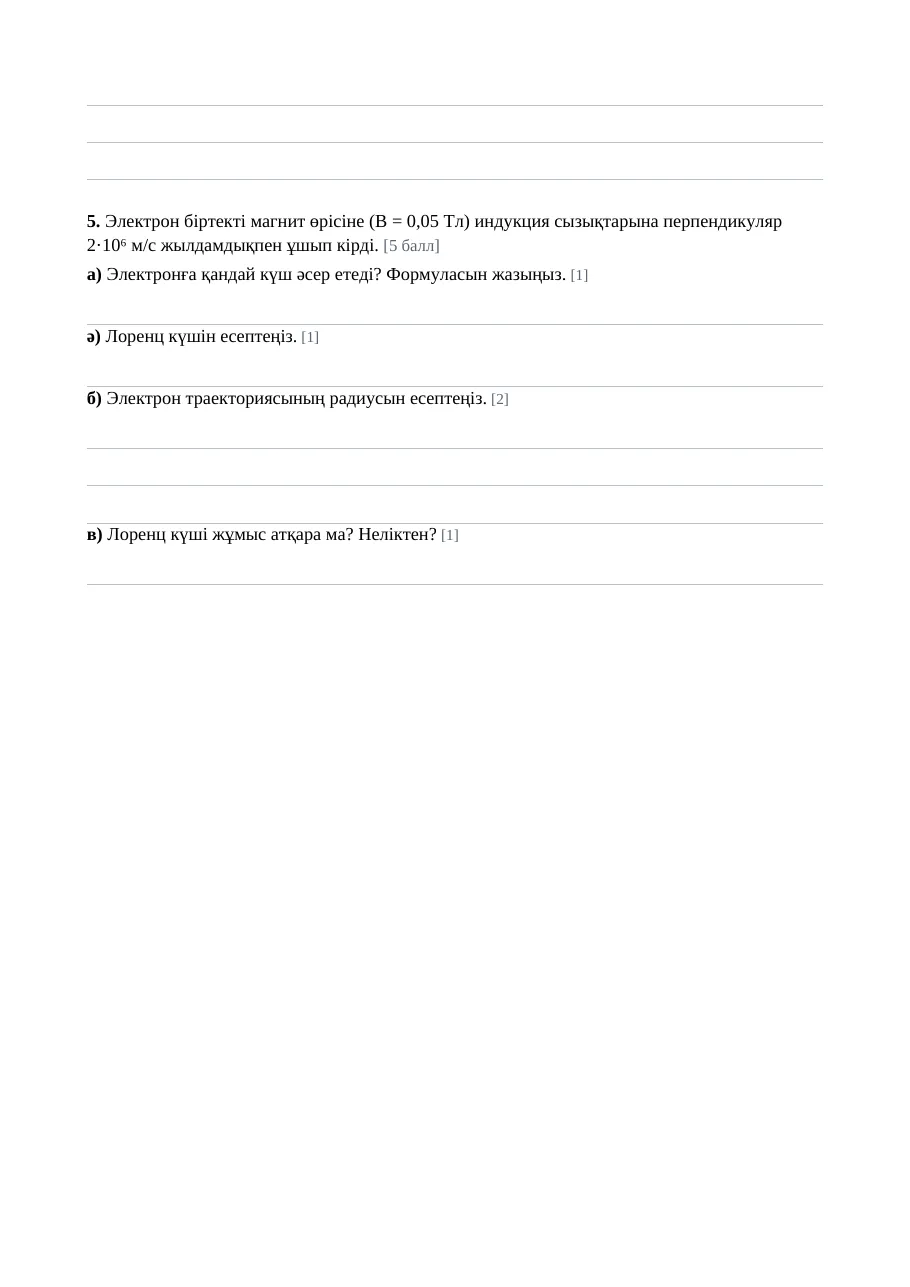 5. Электрон біртекті магнит өрісіне (B = 0,05 Тл) индукция сызықтарына перпендикуляр
2·10⁶ м/с жылдамдықпен ұшып кірді. [5 балл]
а) Электронға қандай күш әсер етеді? Формуласын жазыңыз. [1]
ә) Лоренц күшін есептеңіз. [1]
б) Электрон траекториясының радиусын есептеңіз. [2]
в) Лоренц күші жұмыс атқара ма? Неліктен? [1]